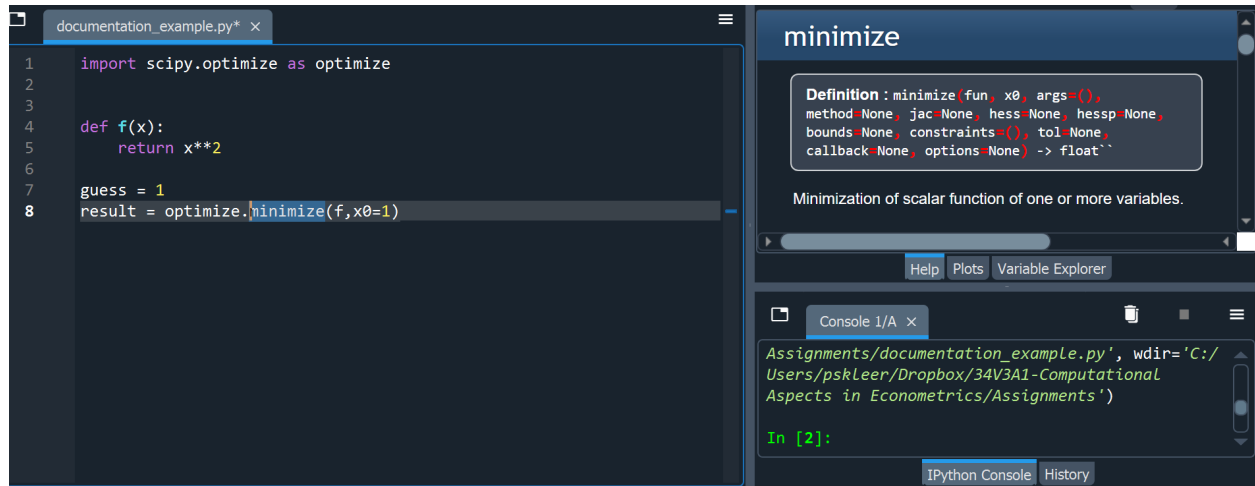 documentation_example.py* ×
1 import scipy.optimize as optimize
2
3
4 def f(x):
5     return x**2
6
7 guess = 1
8 result = optimize.minimize(f,x0=1)
minimize
Definition : minimize(fun, x0, args=(),
method=None, jac=None, hess=None, hessp=None,
bounds=None, constraints=(), tol=None,
callback=None, options=None) -> float``
Minimization of scalar function of one or more variables.
Help Plots Variable Explorer
Console 1/A ×
Assignments/documentation_example.py', wdir='C:/
Users/pskleer/Dropbox/34V3A1-Computational
Aspects in Econometrics/Assignments')
In [2]:
IPython Console History